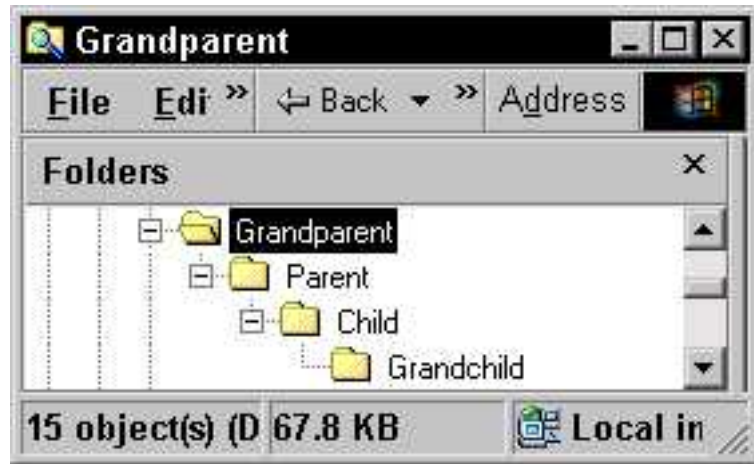 Grandparent
File Edi » Back » Address
Folders
Grandparent
Parent
Child
Grandchild
15 object(s) (D 67.8 KB Local in